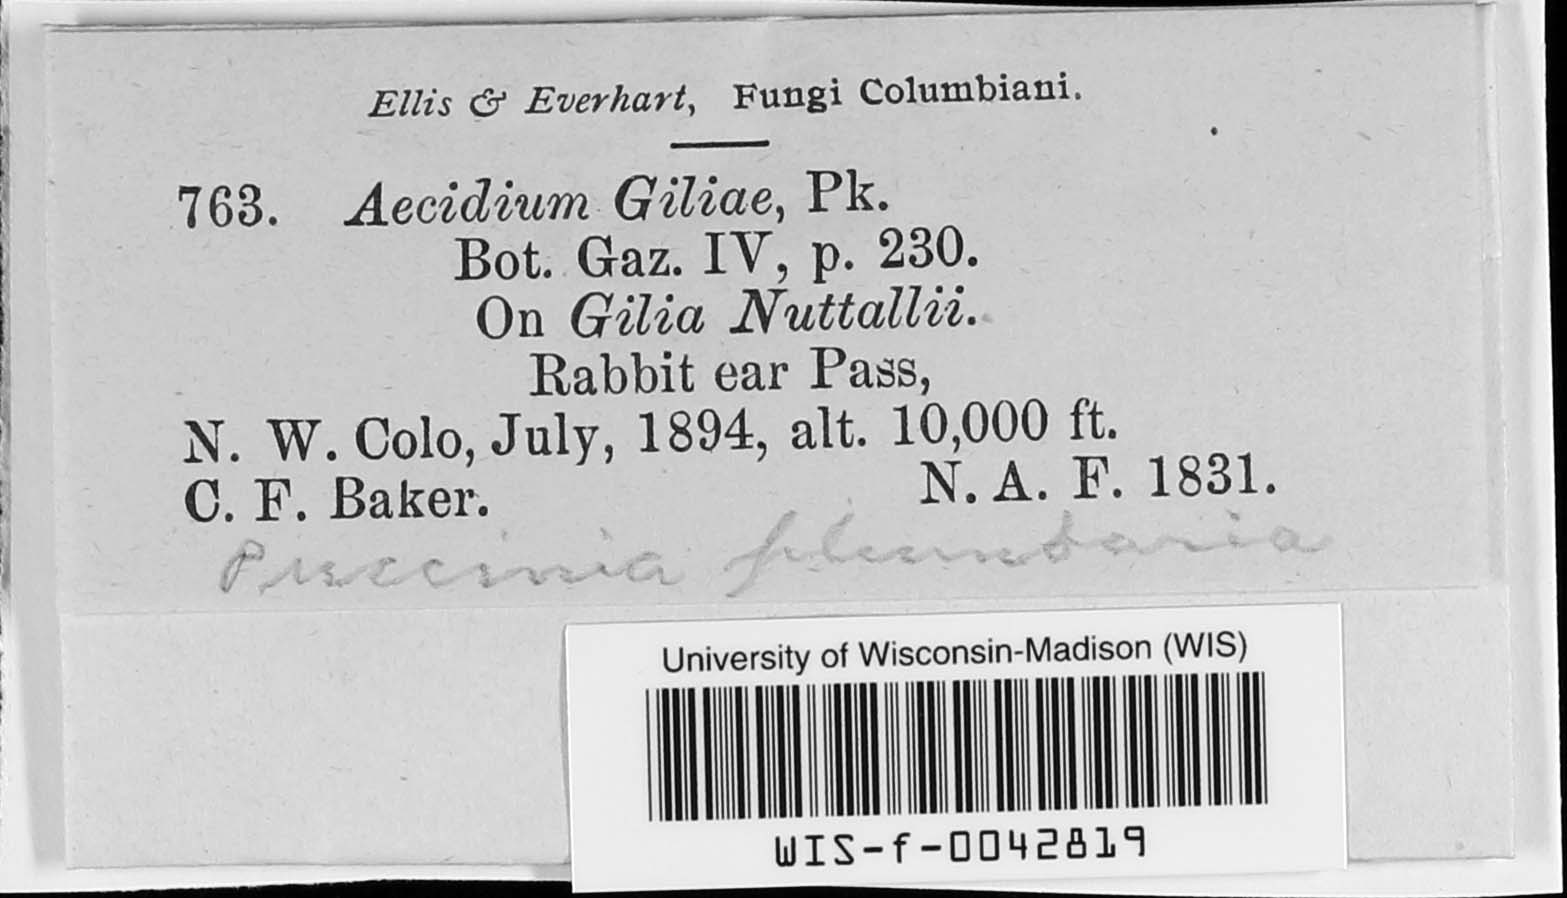 Ellis & Everhart, Fungi Columbiani.
763. Aecidium Giliae, Pk.
Bot. Gaz. IV, p. 230.
On Gilia Nuttallii.
Rabbit ear Pass,
N. W. Colo, July, 1894, alt. 10,000 ft.
C. F. Baker. N. A. F. 1831.
Puccinia plumbaria
University of Wisconsin-Madison (WIS)
WIS-f-0042819